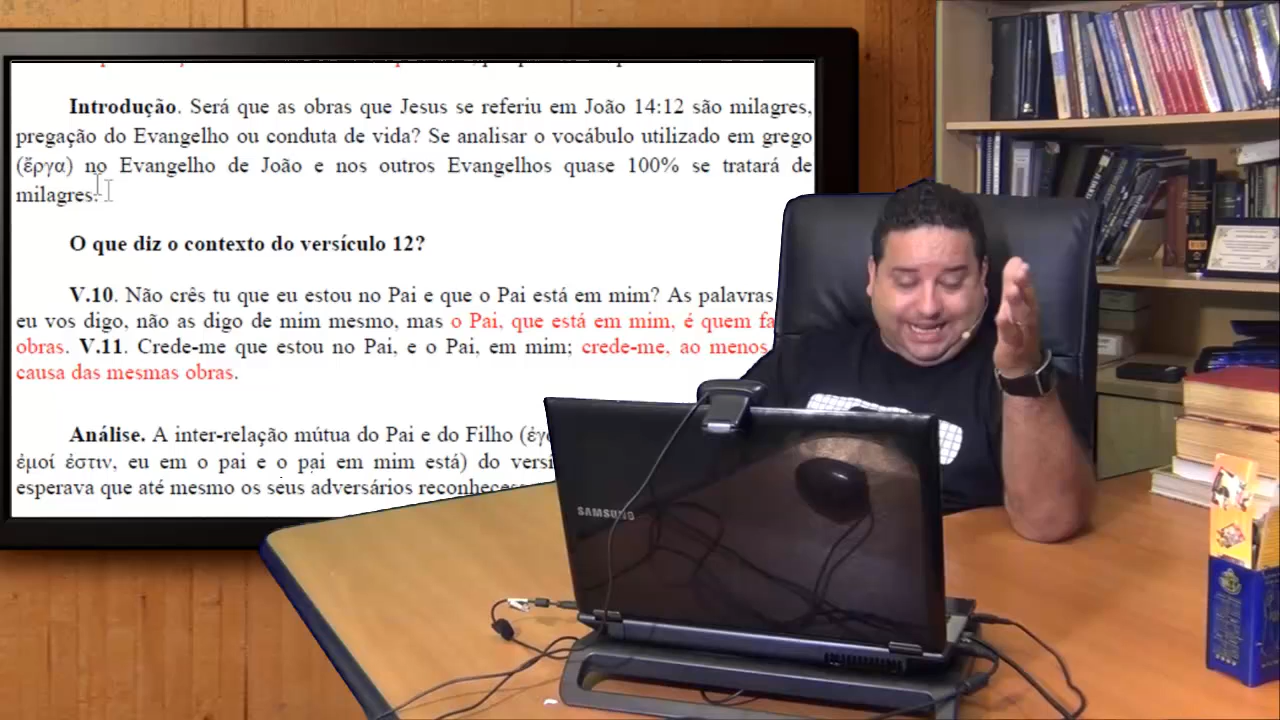 Introdução. Será que as obras que Jesus se referiu em João 14:12 são milagres,
pregação do Evangelho ou conduta de vida? Se analisar o vocábulo utilizado em grego
(ἔργα) no Evangelho de João e nos outros Evangelhos quase 100% se tratará de
milagres.
O que diz o contexto do versículo 12?
V.10. Não crês tu que eu estou no Pai e que o Pai está em mim? As palavras
eu vos digo, não as digo de mim mesmo, mas o Pai, que está em mim, é quem
obras. V.11. Crede-me que estou no Pai, e o Pai, em mim; crede-me, ao menos
causa das mesmas obras.
Análise. A inter-relação mútua do Pai e do Filho
ἐμοί ἐστιν, eu em o pai e o pai em mim está) do
esperava que até mesmo os seus adversários
SAMSUNG